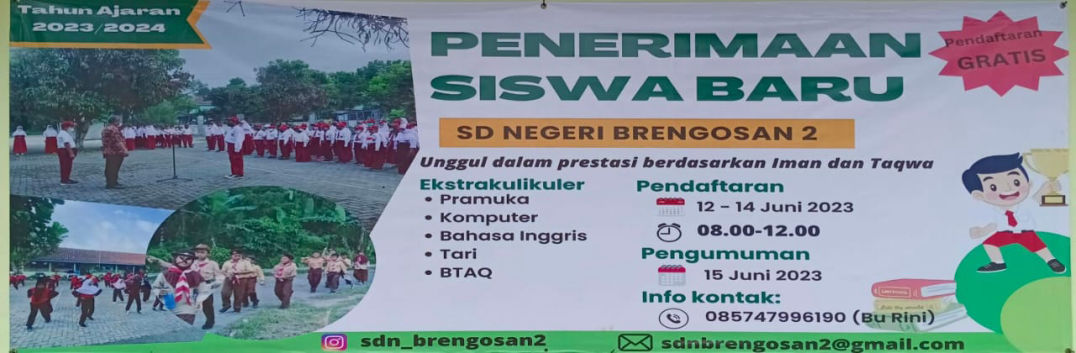 Tahun Ajaran
2023/2024
PENERIMAAN
SISWA BARU
Pendaftaran
GRATIS
SD NEGERI BRENGOSAN 2
Unggul dalam prestasi berdasarkan Iman dan Taqwa
Ekstrakulikuler
• Pramuka
• Komputer
• Bahasa Inggris
• Tari
• BTAQ
Pendaftaran
12 - 14 Juni 2023
08.00-12.00
Pengumuman
15 Juni 2023
Info kontak:
085747996190 (Bu Rini)
sdn_brengosan2
sdnbrengosan2@gmail.com